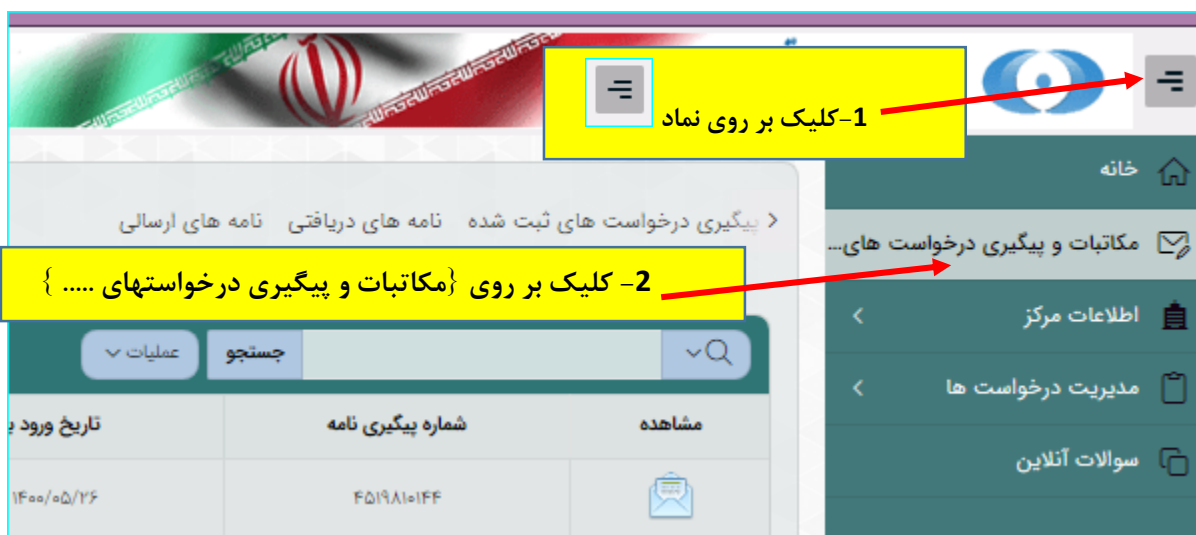 1-کلیک بر روی نماد
خانه
پیگیری درخواست های ثبت شده نامه های دریافتی نامه های ارسالی
مکاتبات و پیگیری درخواست های...
2- کلیک بر روی {مکاتبات و پیگیری درخواستهای ..... }
اطلاعات مرکز
جستجو
عملیات
مدیریت درخواست ها
مشاهده
شماره پیگیری نامه
تاریخ ورود
سوالات آنلاین
۴۵۱۹۸۱۰۱۴۴
۱۴۰۰/۰۵/۲۶